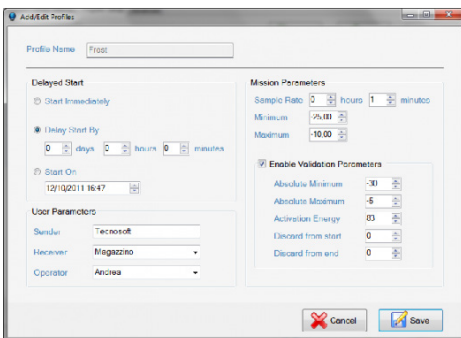 Add/Edit Profiles
Profile Name Frost
Delayed Start
Start Immediately
Delay Start By
0 days 0 hours 0 minutes
Start On
12/10/2011 16:47
User Parameters
Sender Tecnosoft
Receiver Magazzino
Operator Andrea
Mission Parameters
Sample Rate 0 hours 1 minutes
Minimum -25.00
Maximum -10.00
Enable Validation Parameters
Absolute Minimum -30
Absolute Maximum -5
Activation Energy 83
Discard from start 0
Discard from end 0
Cancel Save